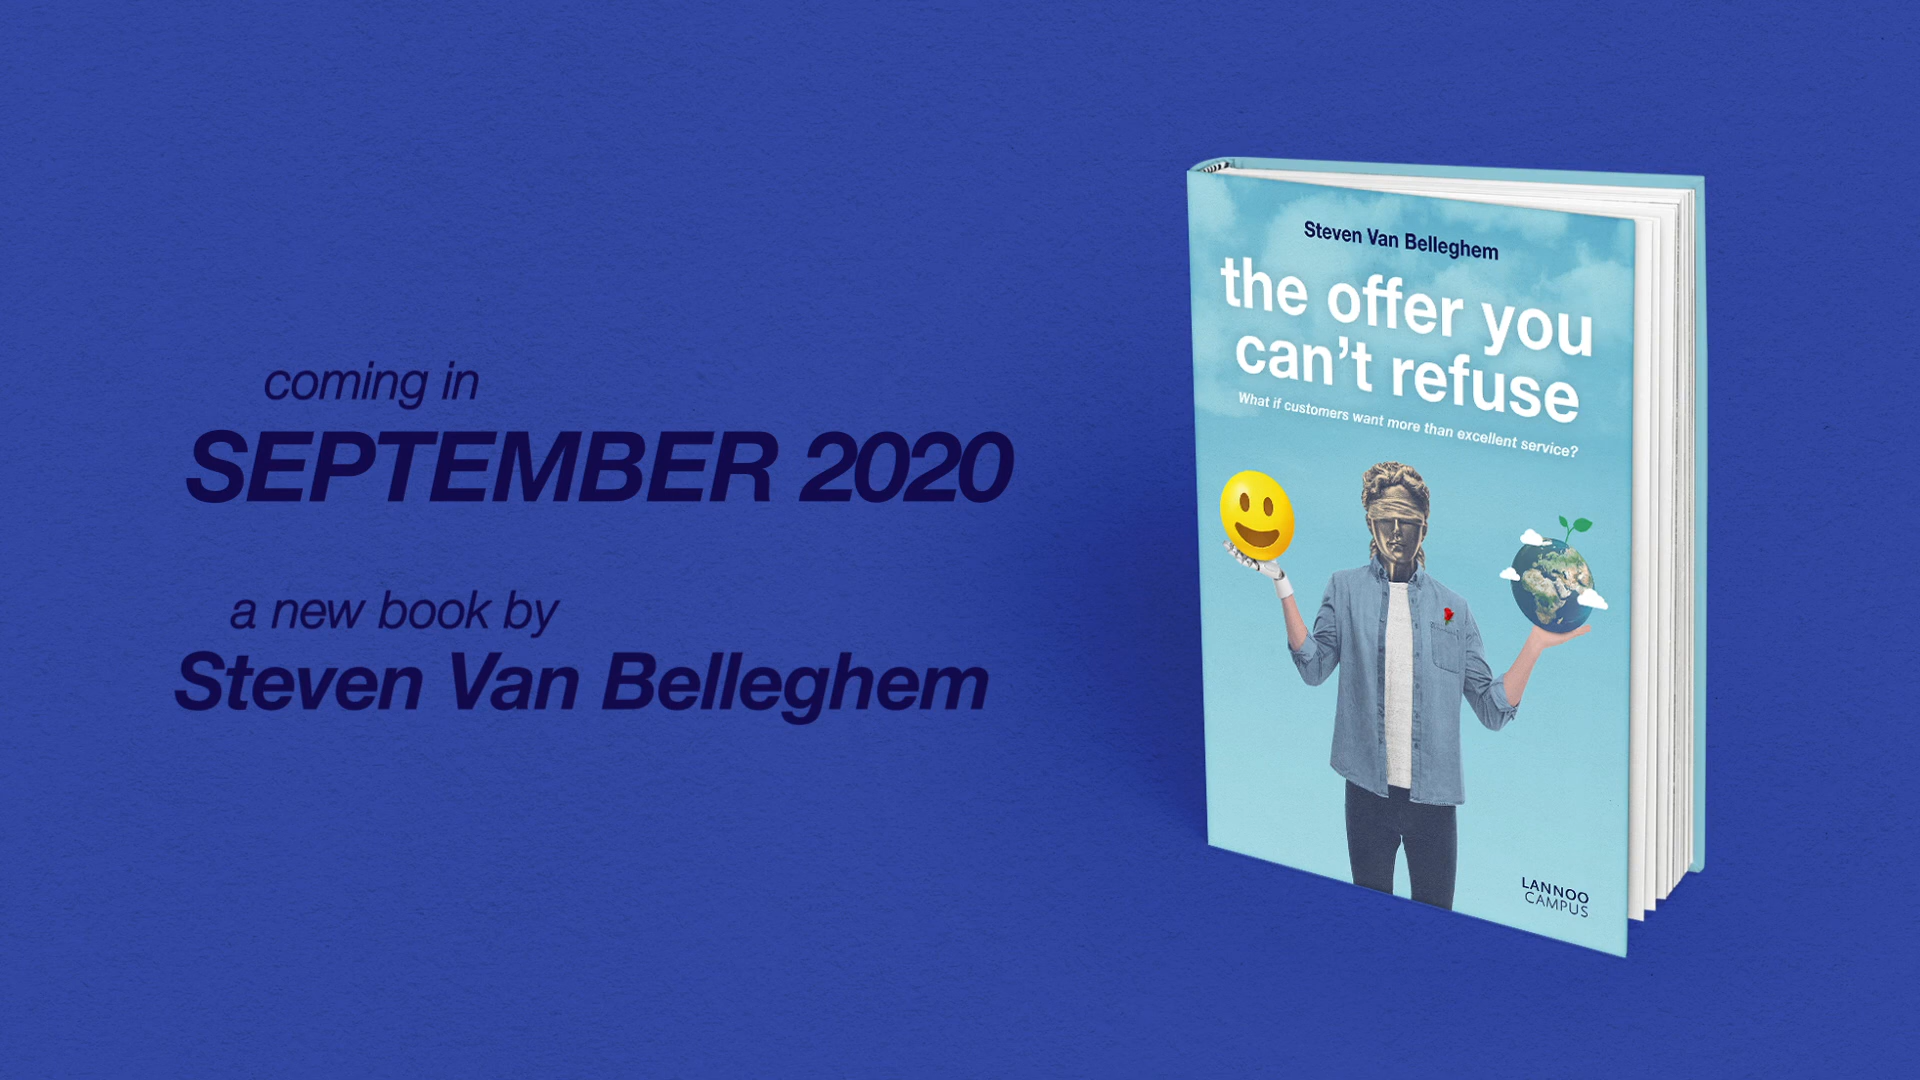 coming in
SEPTEMBER 2020
a new book by
Steven Van Belleghem
Steven Van Belleghem
the offer you
can't refuse
What if customers want more than excellent service?
LANNOO
CAMPUS